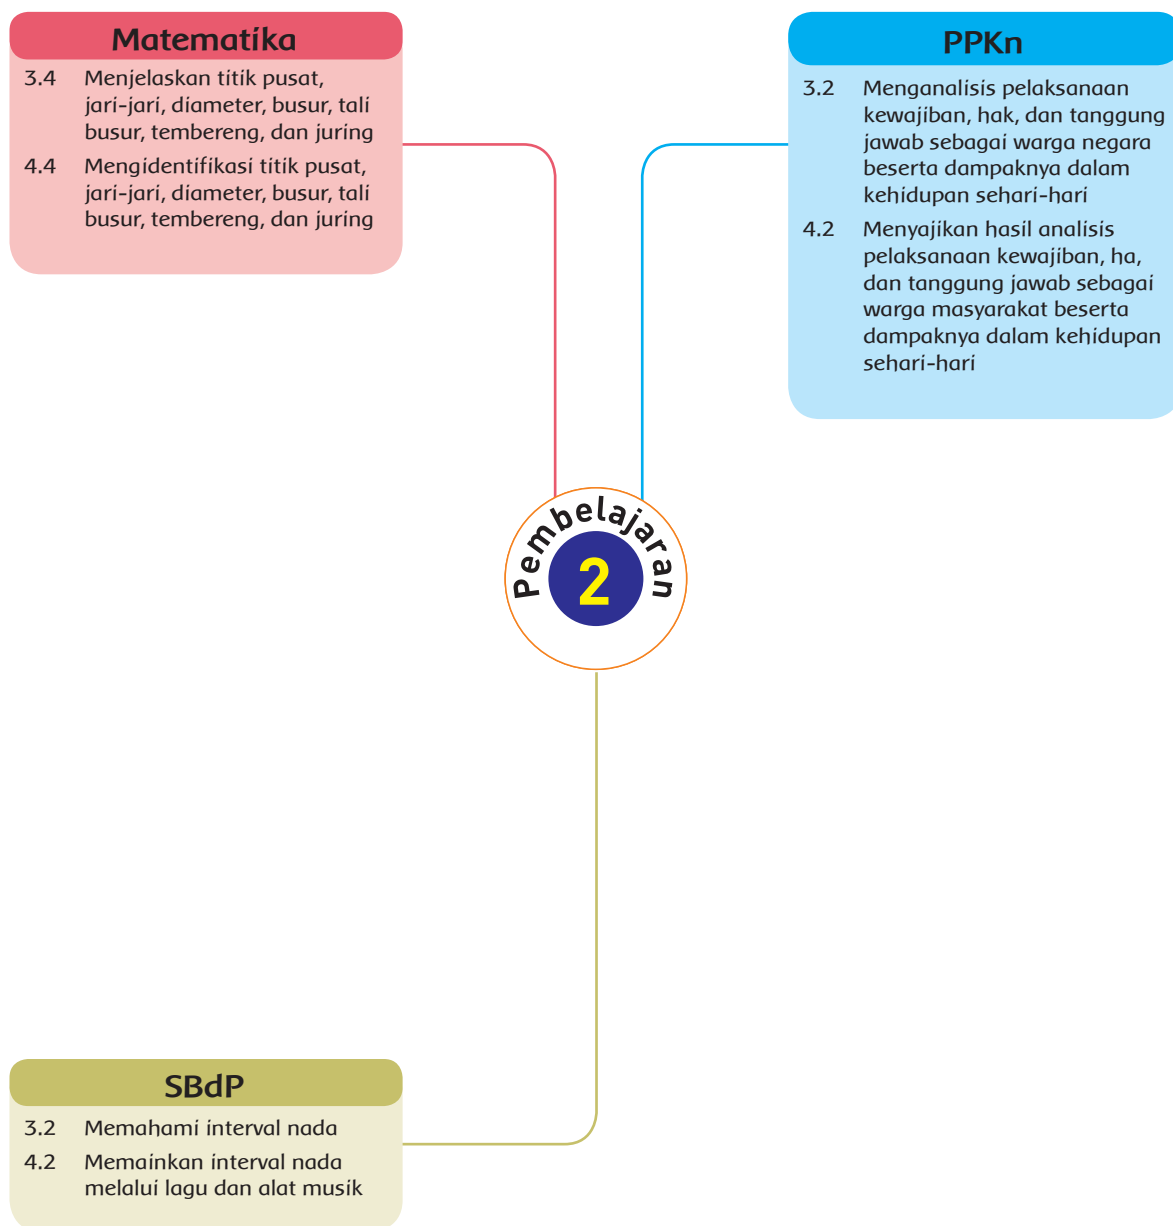 Matematika
3.4 Menjelaskan titik pusat,
jari-jari, diameter, busur, tali
busur, tembereng, dan juring
4.4 Mengidentifikasi titik pusat,
jari-jari, diameter, busur, tali
busur, tembereng, dan juring
PPKn
3.2 Menganalisis pelaksanaan
kewajiban, hak, dan tanggung
jawab sebagai warga negara
beserta dampaknya dalam
kehidupan sehari-hari
4.2 Menyajikan hasil analisis
pelaksanaan kewajiban, ha,
dan tanggung jawab sebagai
warga masyarakat beserta
dampaknya dalam kehidupan
sehari-hari
Pembelajaran
2
SBdP
3.2 Memahami interval nada
4.2 Memainkan interval nada
melalui lagu dan alat musik